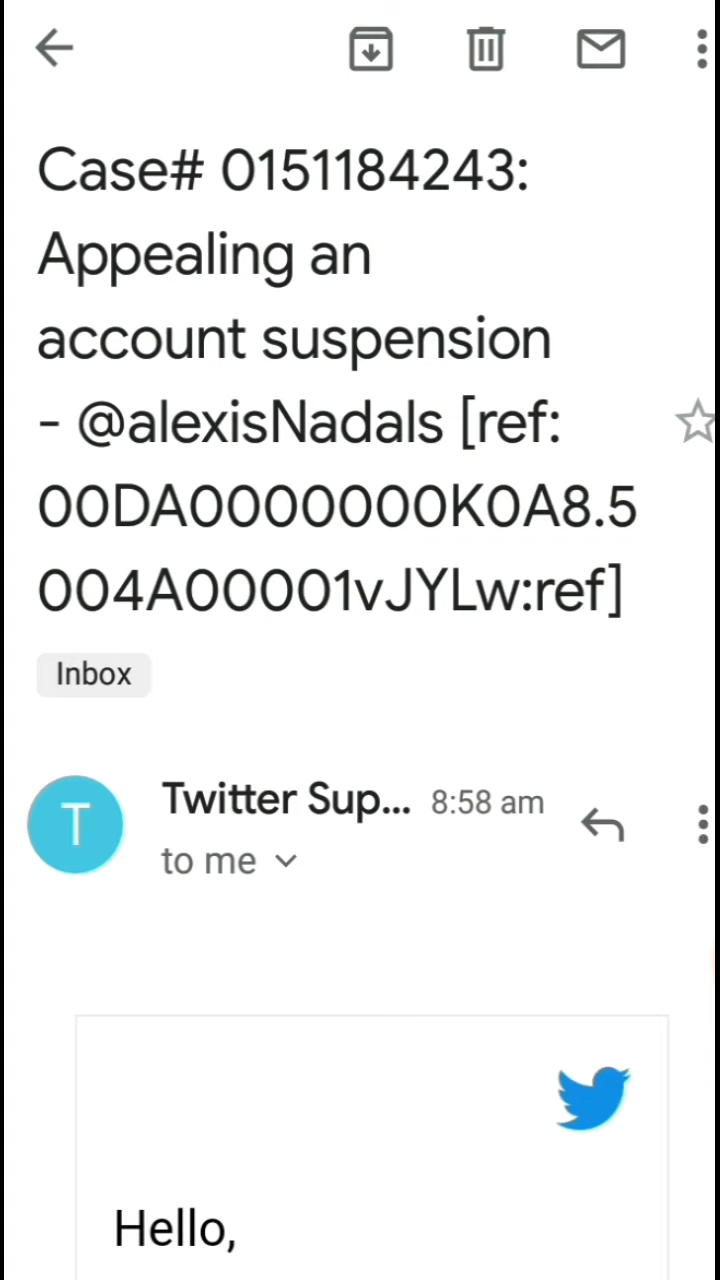 Case# 0151184243:
Appealing an
account suspension
- @alexisNadals [ref:
00DA0000000K0A8.5
004A00001vJYLw:ref]
Inbox
T
Twitter Sup... 8:58 am
to me
Hello,